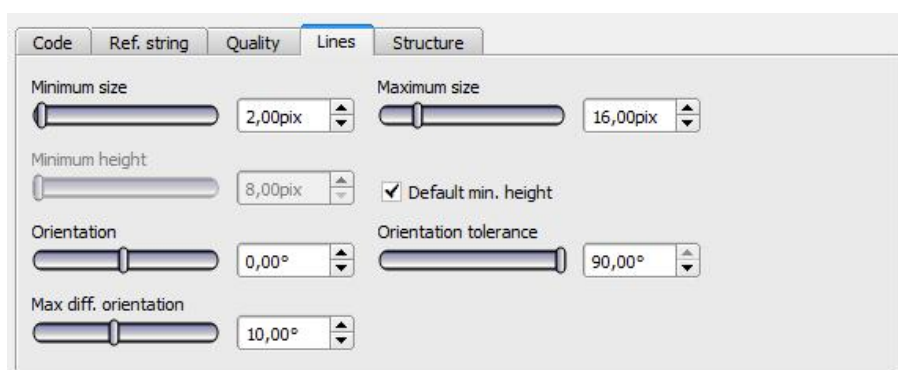 Code Ref. string Quality Lines Structure
Minimum size Maximum size
2,00pix 16,00pix
Minimum height
8,00pix Default min. height
Orientation Orientation tolerance
0,00° 90,00°
Max diff. orientation
10,00°